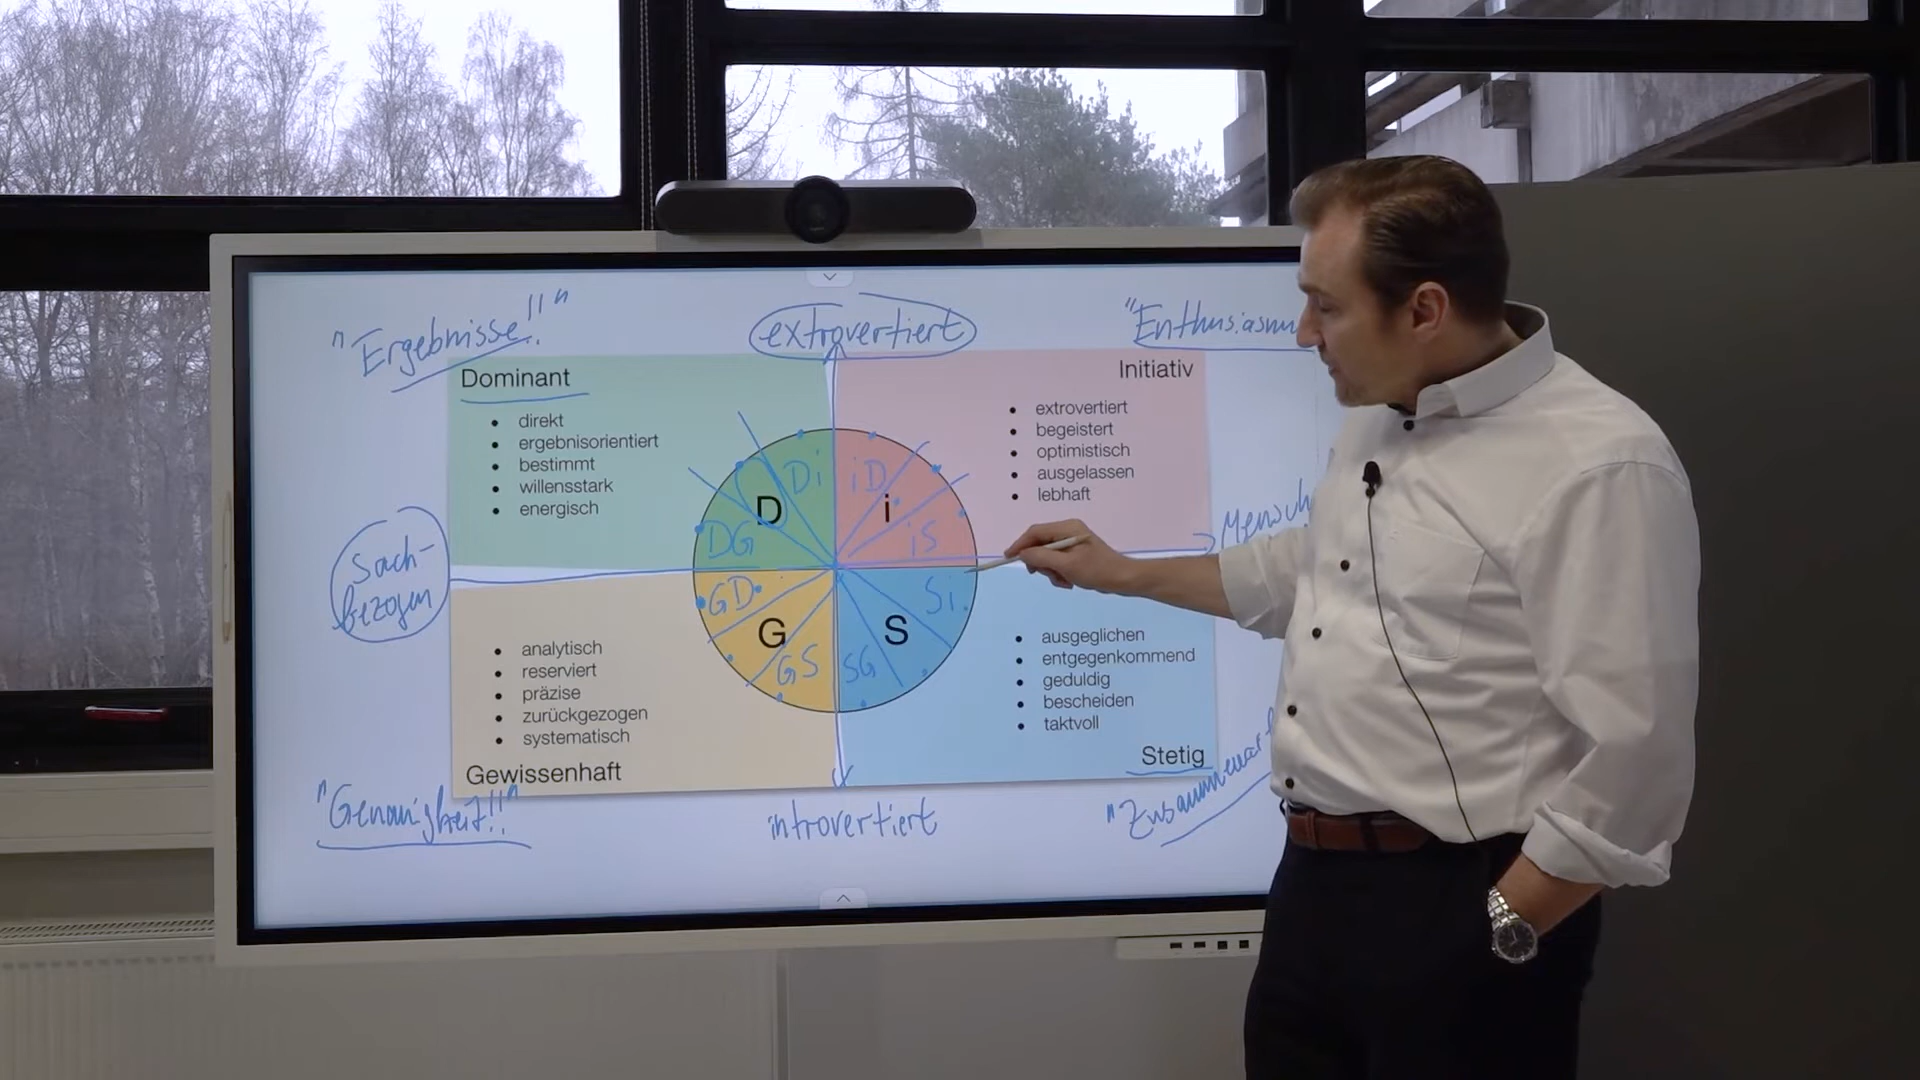 "Ergebnisse!!"
extrovertiert
"Enthusiasmu
Dominant
• direkt
• ergebnisorientiert
• bestimmt
• willensstark
• energisch
Initiativ
• extrovertiert
• begeistert
• optimistisch
• ausgelassen
• lebhaft
Di
iD
D
i
DG
iS
Sach-
bezogen
Mensch
GD
Si
G
S
GS
SG
• analytisch
• reserviert
• präzise
• zurückgezogen
• systematisch
Gewissenhaft
• ausgeglichen
• entgegenkommend
• geduldig
• bescheiden
• taktvoll
Stetig
"Genauigkeit!!"
introvertiert
"Zusammenar